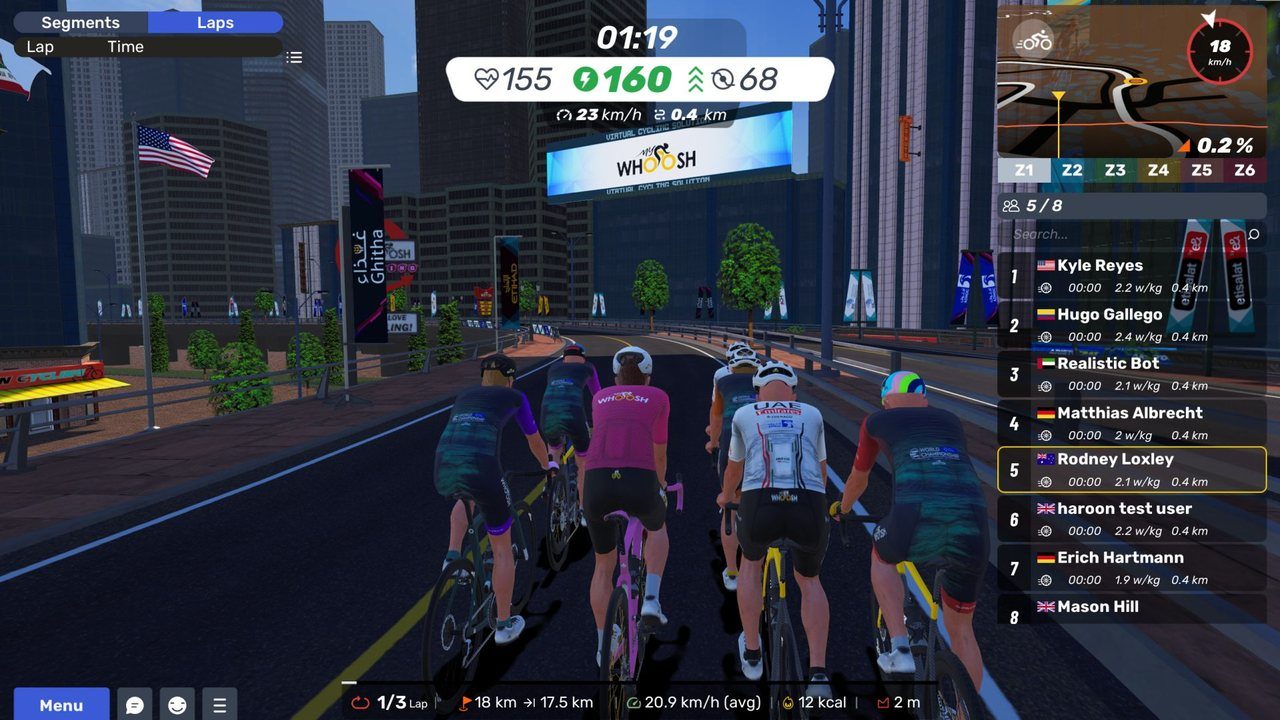 Segments Laps
Lap Time
01:19
155 160 68
23 km/h 0.4 km
VIRTUAL CYCLING SOLUTION
MY
WHOOSH
VIRTUAL CYCLING SOLUTION
18
km/h
0.2 %
Z1 Z2 Z3 Z4 Z5 Z6
5 / 8
Search...
غذاء
Ghitha
ETIHAD
etisalat
etisalat
1 Kyle Reyes
00:00 2.2 w/kg 0.4 km
2 Hugo Gallego
00:00 2.4 w/kg 0.4 km
3 Realistic Bot
00:00 2.1 w/kg 0.4 km
4 Matthias Albrecht
00:00 2 w/kg 0.4 km
5 Rodney Loxley
00:00 2.1 w/kg 0.4 km
6 haroon test user
00:00 2.2 w/kg 0.4 km
7 Erich Hartmann
00:00 1.9 w/kg 0.4 km
8 Mason Hill
WHOOSH
UAE
Emirates
WHOOSH
Menu
1/3 Lap 18 km 17.5 km 20.9 km/h (avg) 12 kcal 2 m